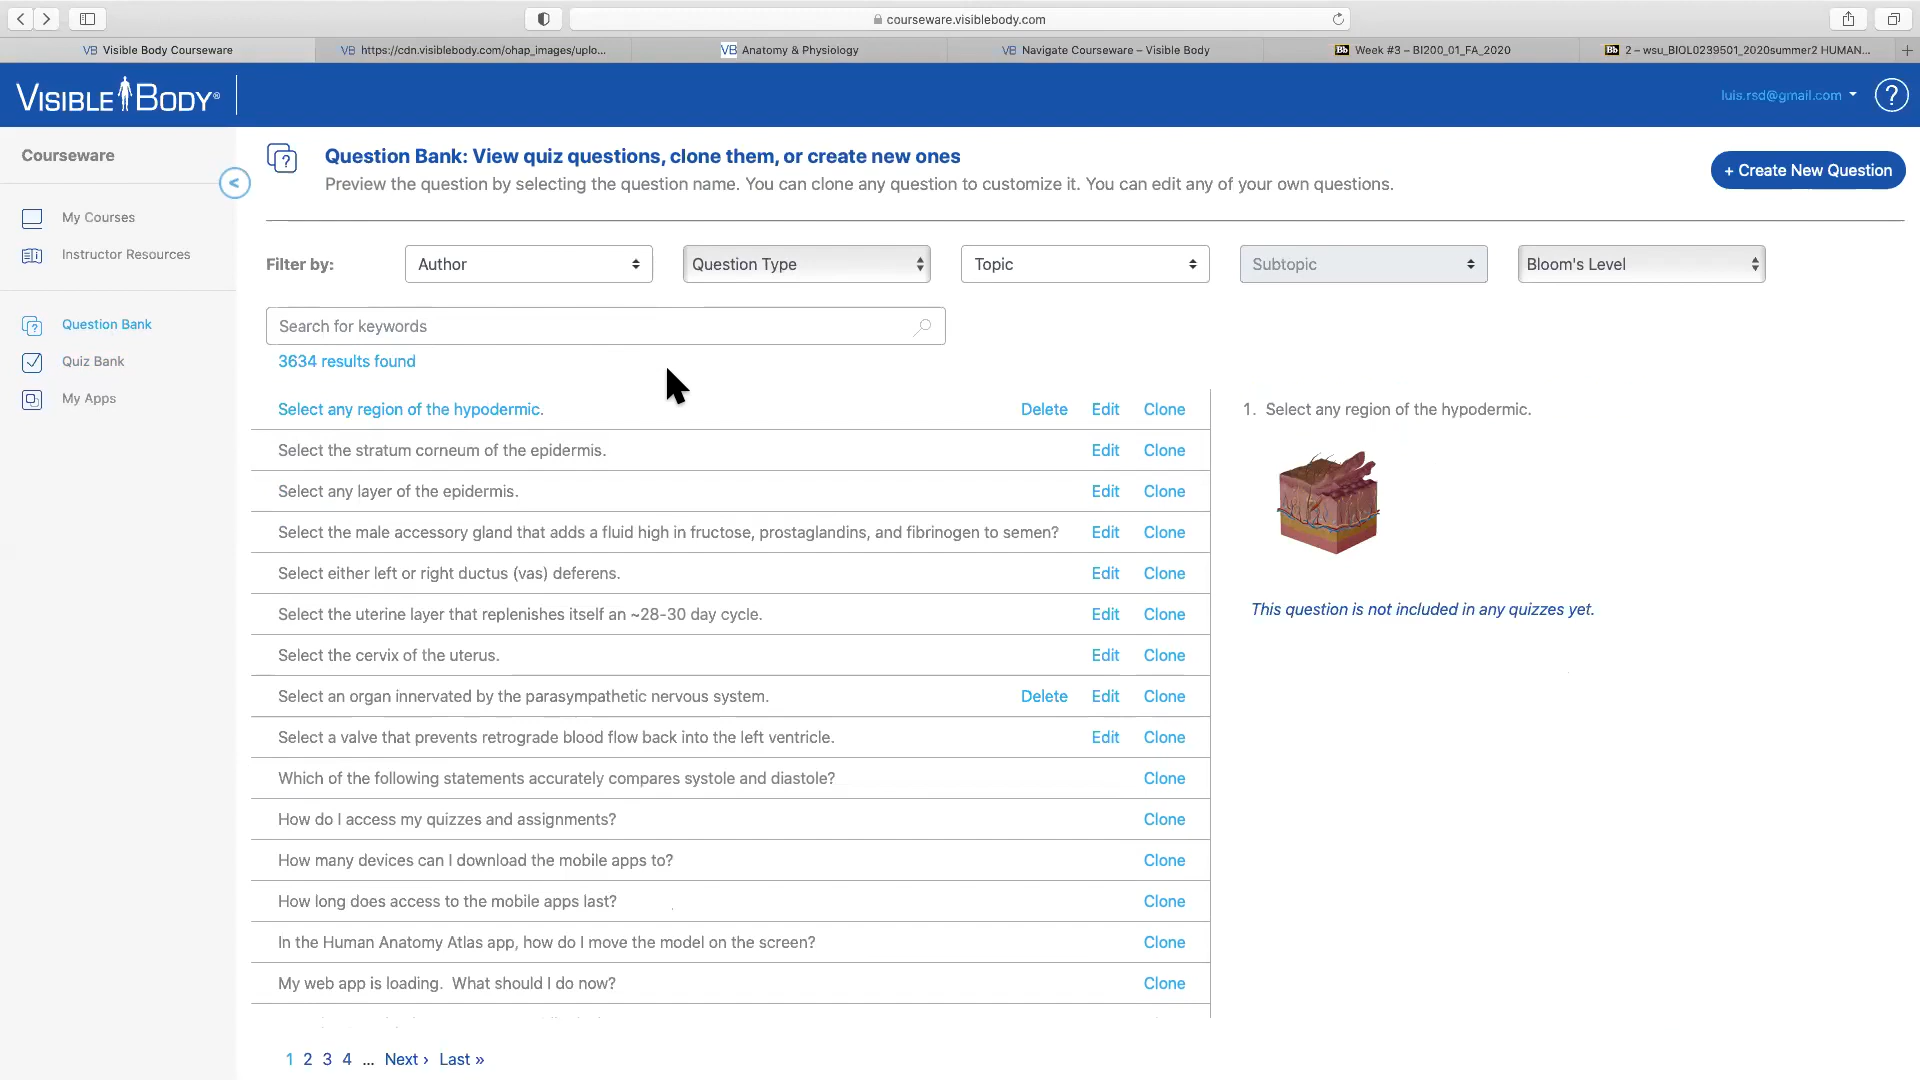 courseware.visiblebody.com
VB Visible Body Courseware
VB https://cdn.visiblebody.com/ohap_images/uplo...
VB Anatomy & Physiology
VB Navigate Courseware – Visible Body
Bb Week #3 – BI200_01_FA_2020
Bb 2 – wsu_BIOL0239501_2020summer2 HUMAN...
VISIBLE BODY®
luis.rsd@gmail.com
?
Courseware
<
My Courses
Instructor Resources
Question Bank
Quiz Bank
My Apps
Question Bank: View quiz questions, clone them, or create new ones
Preview the question by selecting the question name. You can clone any question to customize it. You can edit any of your own questions.
+ Create New Question
Filter by:
Author
Question Type
Topic
Subtopic
Bloom's Level
Search for keywords
3634 results found
Select any region of the hypodermic. Delete Edit Clone
Select the stratum corneum of the epidermis. Edit Clone
Select any layer of the epidermis. Edit Clone
Select the male accessory gland that adds a fluid high in fructose, prostaglandins, and fibrinogen to semen? Edit Clone
Select either left or right ductus (vas) deferens. Edit Clone
Select the uterine layer that replenishes itself an ~28-30 day cycle. Edit Clone
Select the cervix of the uterus. Edit Clone
Select an organ innervated by the parasympathetic nervous system. Delete Edit Clone
Select a valve that prevents retrograde blood flow back into the left ventricle. Edit Clone
Which of the following statements accurately compares systole and diastole? Clone
How do I access my quizzes and assignments? Clone
How many devices can I download the mobile apps to? Clone
How long does access to the mobile apps last? Clone
In the Human Anatomy Atlas app, how do I move the model on the screen? Clone
My web app is loading.  What should I do now? Clone
1 2 3 4 ... Next › Last »
1. Select any region of the hypodermic.
This question is not included in any quizzes yet.